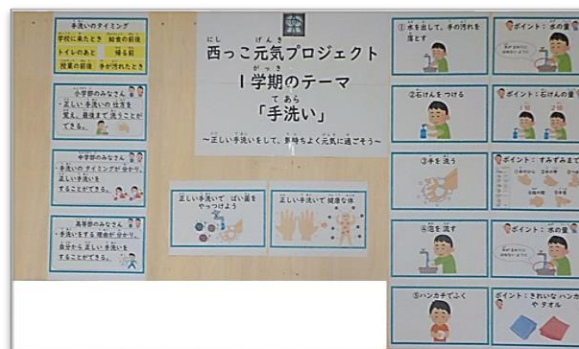 手洗いのタイミング
学校に来たとき 給食の前後
トイレのあと 帰る前
授業の前後 手が汚れたとき
小学部のみなさん
・正しい手洗いの仕方を
覚え、最後まで洗うことが
できる。
中学部のみなさん
・手洗いのタイミングが分かり、
正しい手洗いを
することができる。
高等部のみなさん
・手洗いをする理由が分かり、
自分から正しい手洗いを
することができる。
にし げんき
西っこ元気プロジェクト
がっき
1学期のテーマ
てあら
「手洗い」
～正しい手洗いをして、気持ちよく元気に過ごそう～
正しい手洗いで ばい菌を
やっつけよう
正しい手洗いで健康な体
①水を出して、手の汚れを
落とす
ポイント：水の量
②石けんをつける
ポイント：石けんの量
③手を洗う
ポイント：すみずみまで
④泡を流す
ポイント：水の量
⑤ハンカチでふく
ポイント：きれいなハンカ
や タオル